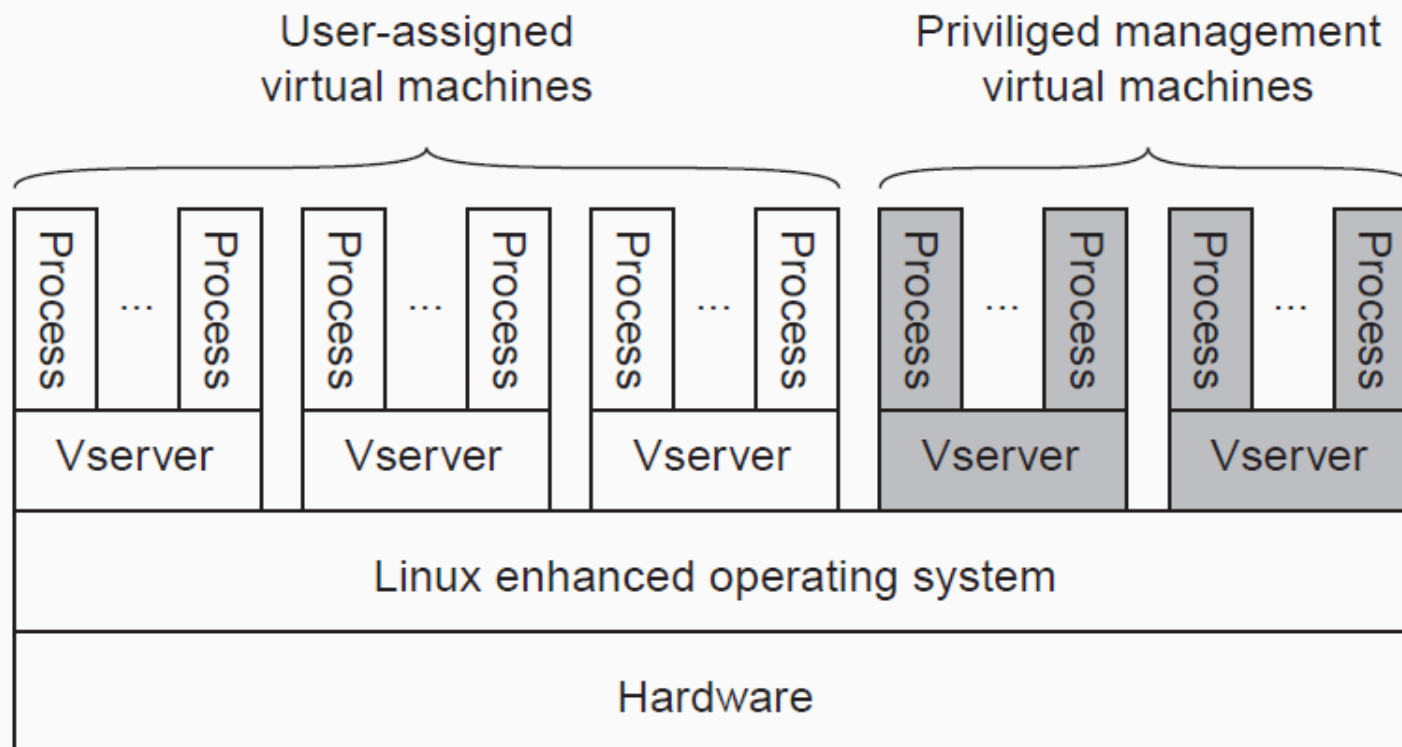 User-assigned
virtual machines
Priviliged management
virtual machines
Process
...
Process
Process
...
Process
Process
...
Process
Process
...
Process
Process
...
Process
Vserver
Vserver
Vserver
Vserver
Vserver
Linux enhanced operating system
Hardware